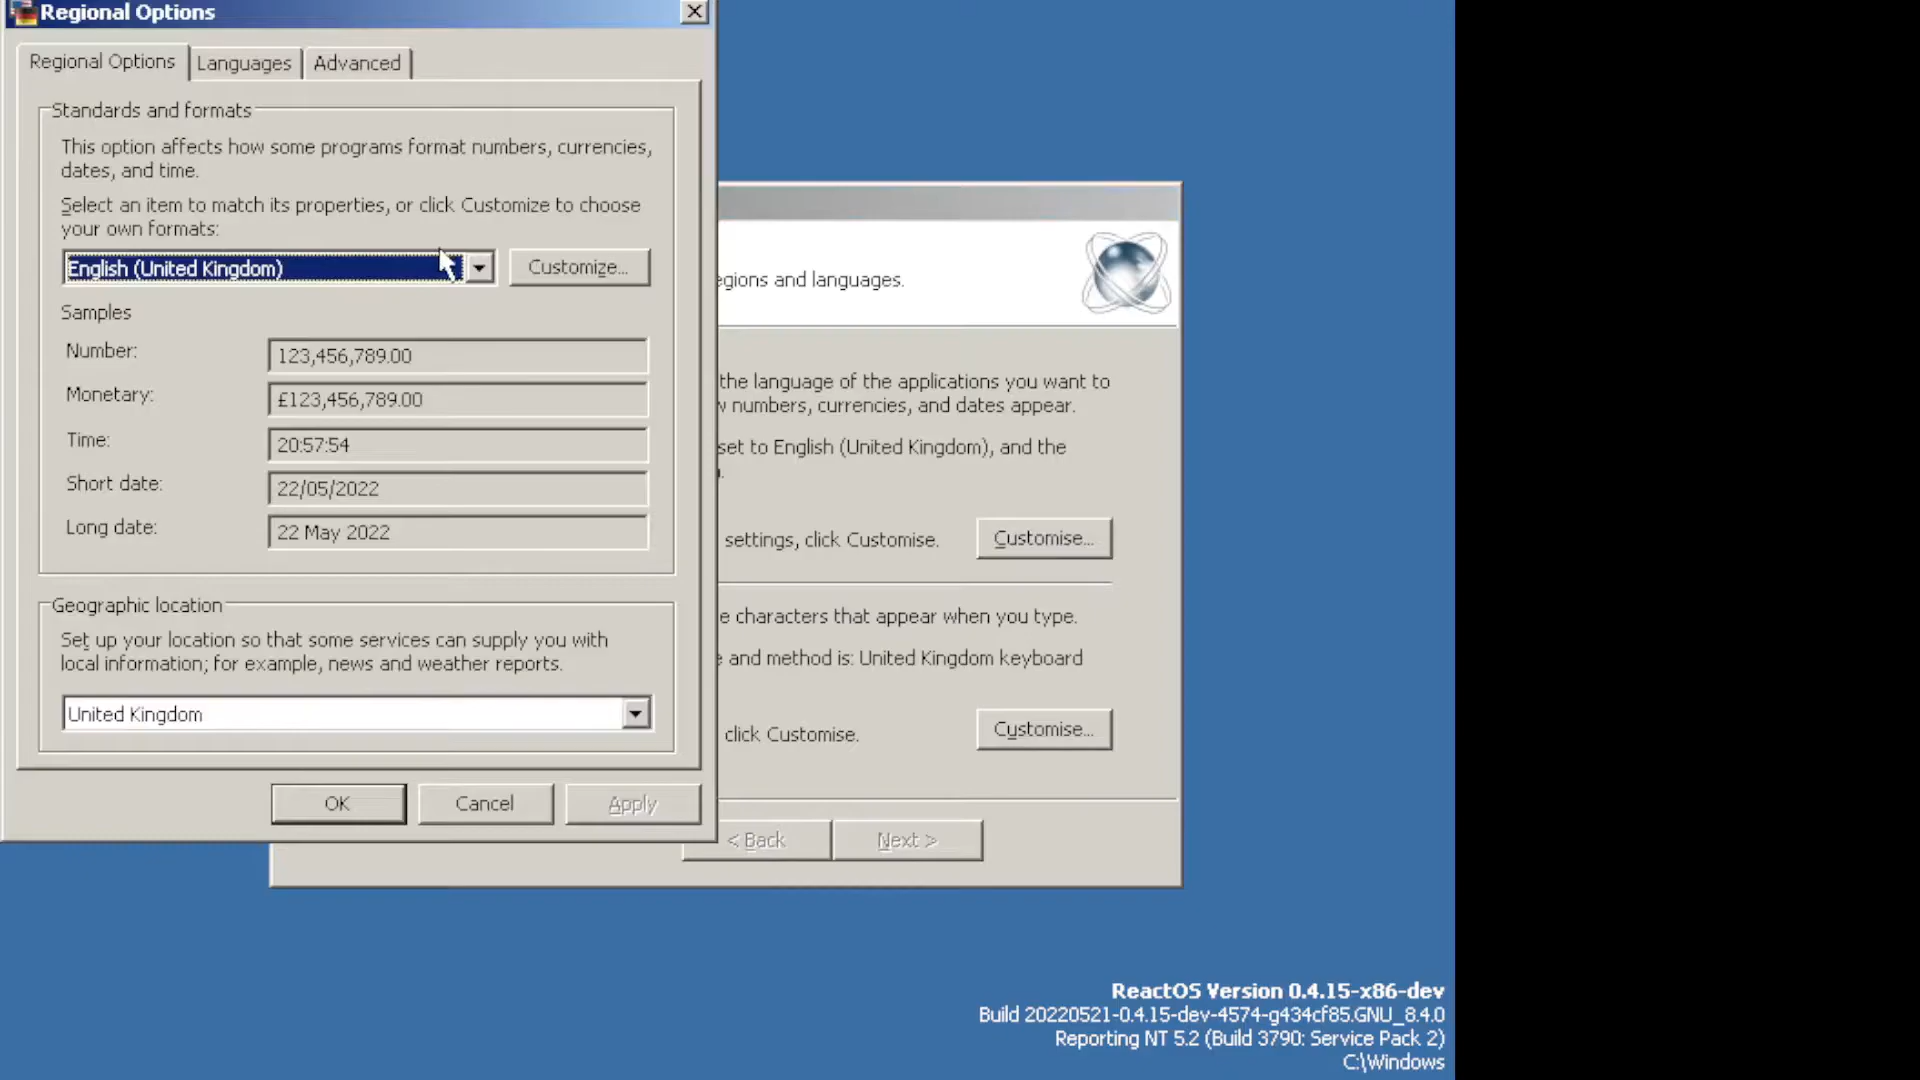 Regional Options
Regional Options
Languages
Advanced
Standards and formats
This option affects how some programs format numbers, currencies,
dates, and time.
Select an item to match its properties, or click Customize to choose
your own formats:
English (United Kingdom)
Customize...
Samples
Number:
123,456,789.00
Monetary:
£123,456,789.00
Time:
20:57:54
Short date:
22/05/2022
Long date:
22 May 2022
Geographic location
Set up your location so that some services can supply you with
local information; for example, news and weather reports.
United Kingdom
OK
Cancel
Apply
egions and languages.
the language of the applications you want to
numbers, currencies, and dates appear.
set to English (United Kingdom), and the
settings, click Customise.
Customise...
e characters that appear when you type.
and method is: United Kingdom keyboard
click Customise.
Customise...
< Back
Next >
ReactOS Version 0.4.15-x86-dev
Build 20220521-0.4.15-dev-4574-g434cf85.GNU_8.4.0
Reporting NT 5.2 (Build 3790: Service Pack 2)
C:\Windows